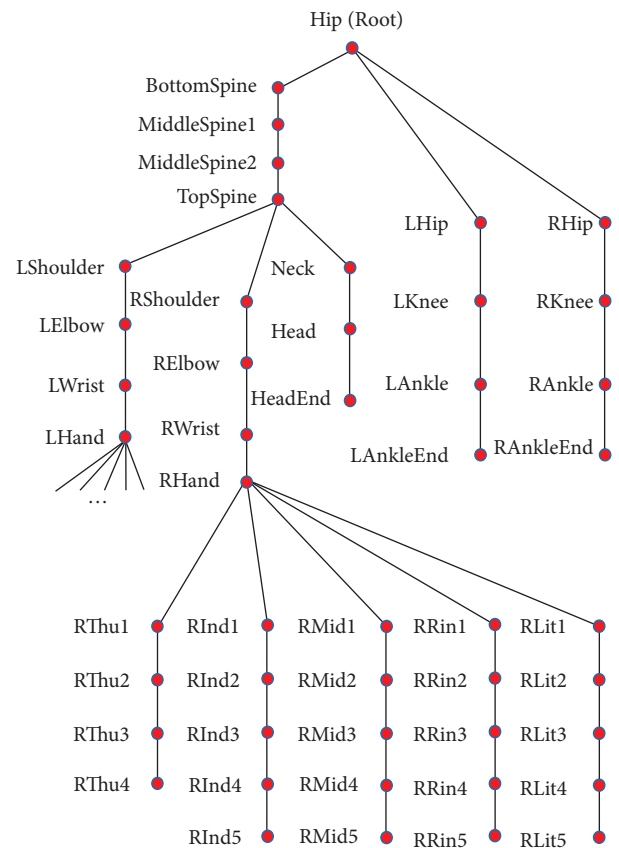 Hip (Root)
BottomSpine
MiddleSpine1
MiddleSpine2
TopSpine
LHip RHip
LShoulder Neck
RShoulder LKnee RKnee
LElbow Head
RElbow
LWrist LAnkle RAnkle
HeadEnd
LHand RWrist
LAnkleEnd RAnkleEnd
RHand
...
RThu1 RInd1 RMid1 RRin1 RLit1
RThu2 RInd2 RMid2 RRin2 RLit2
RThu3 RInd3 RMid3 RRin3 RLit3
RThu4 RInd4 RMid4 RRin4 RLit4
RInd5 RMid5 RRin5 RLit5